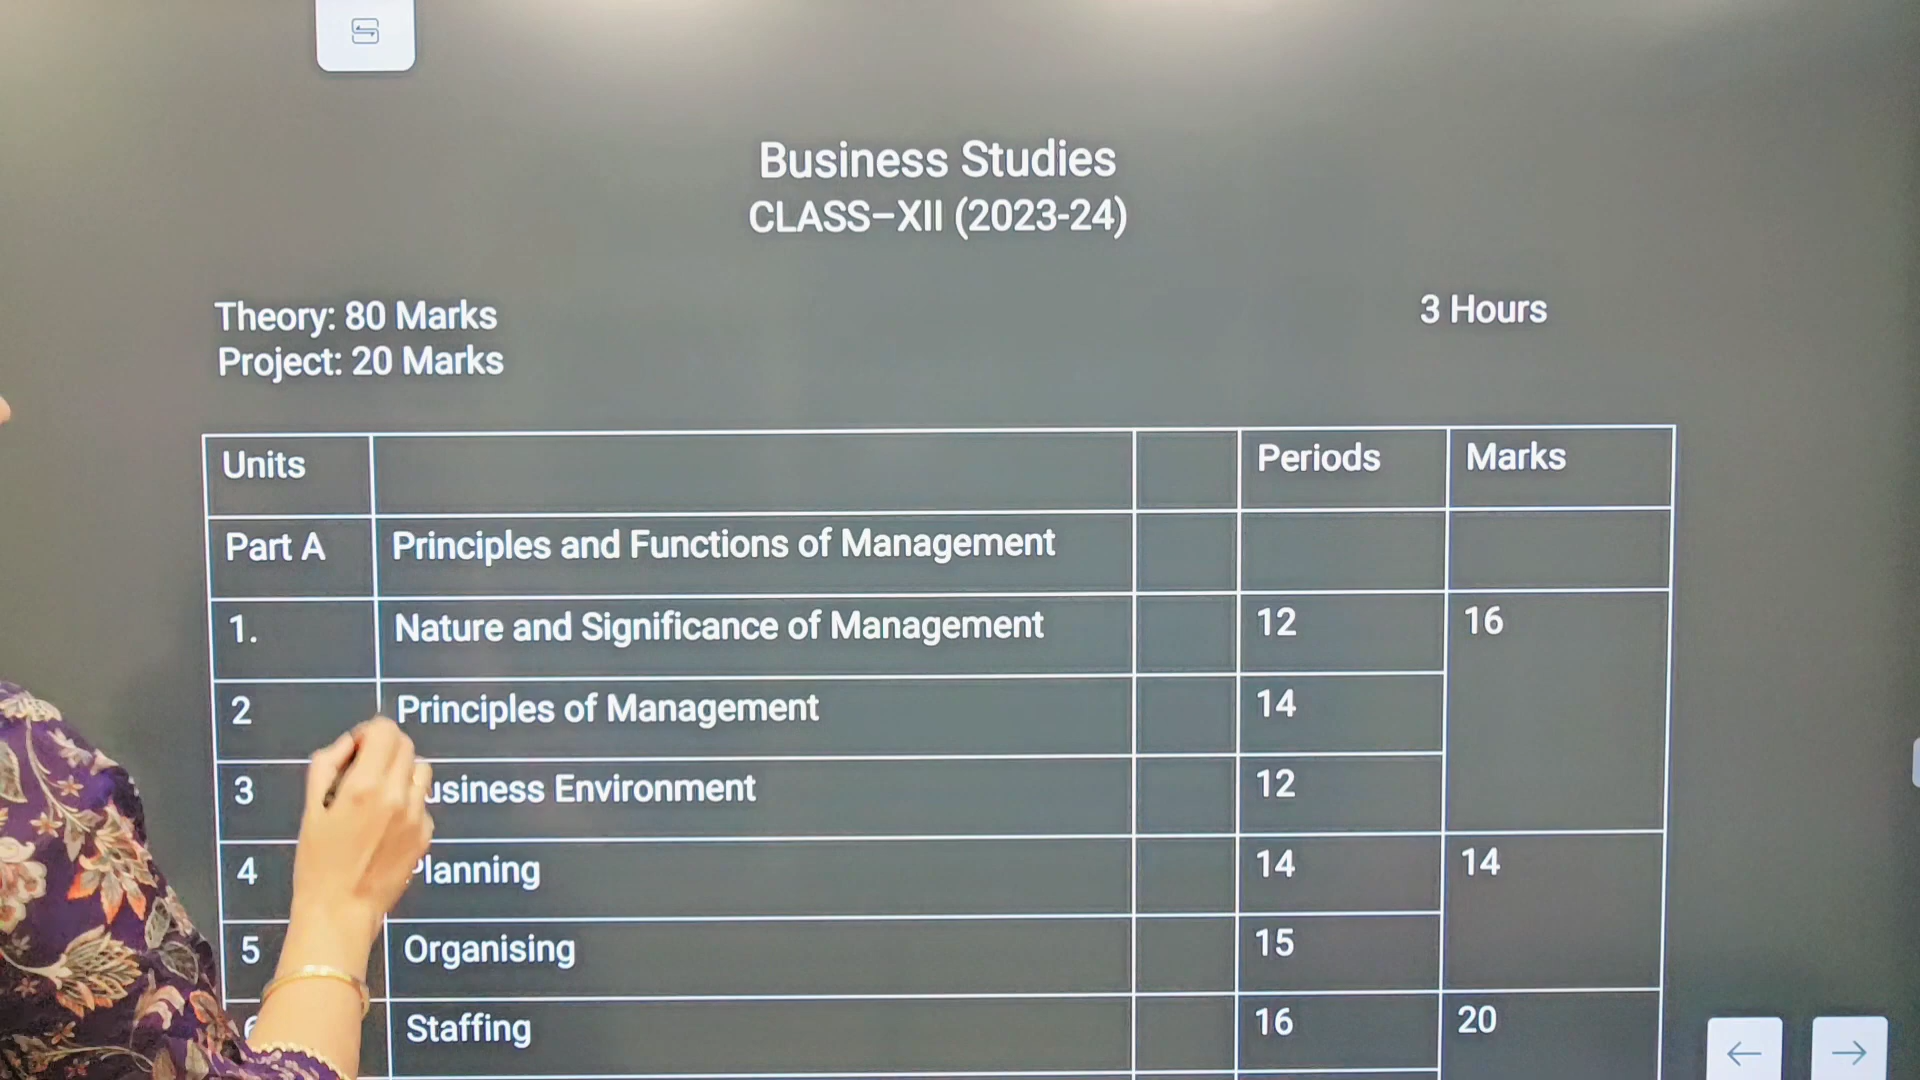 Business Studies
CLASS–XII (2023-24)
Theory: 80 Marks
3 Hours
Project: 20 Marks
Units Periods Marks
Part A Principles and Functions of Management
1. Nature and Significance of Management 12 16
2 Principles of Management 14
3 usiness Environment 12
4 Planning 14 14
5 Organising 15
6 Staffing 16 20